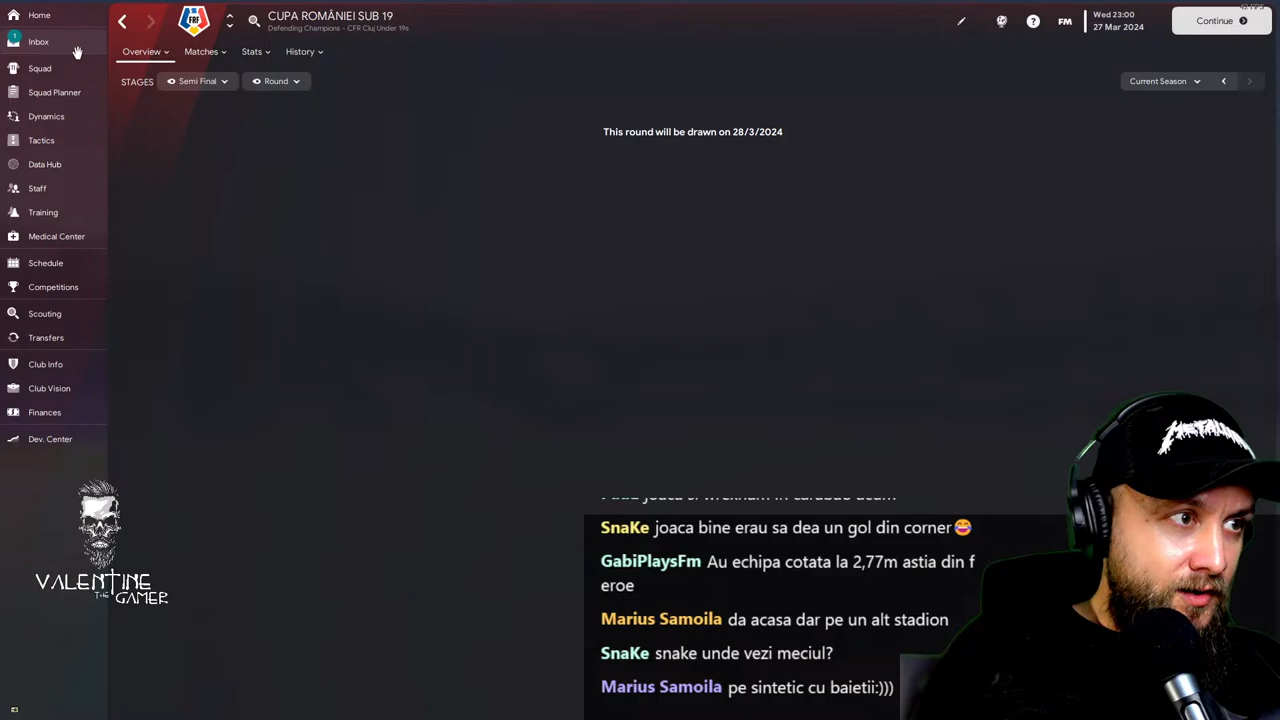 Home
CUPA ROMÂNIEI SUB 19
Defending Champions - CFR Cluj Under 19s
FRF
FM
Wed 23:00
27 Mar 2024
Continue
1
Inbox
Overview
Matches
Stats
History
Squad
STAGES
Semi Final
Round
Current Season
Squad Planner
Dynamics
This round will be drawn on 28/3/2024
Tactics
Data Hub
Staff
Training
Medical Center
Schedule
Competitions
Scouting
Transfers
Club Info
Club Vision
Finances
Dev. Center
VALENTINE
THE GAMER
SnaKe joaca bine erau sa dea un gol din corner😂
GabiPlaysFm Au echipa cotata la 2,77m astia din f
eroe
Marius Samoila da acasa dar pe un alt stadion
SnaKe snake unde vezi meciul?
Marius Samoila pe sintetic cu baietii:)))